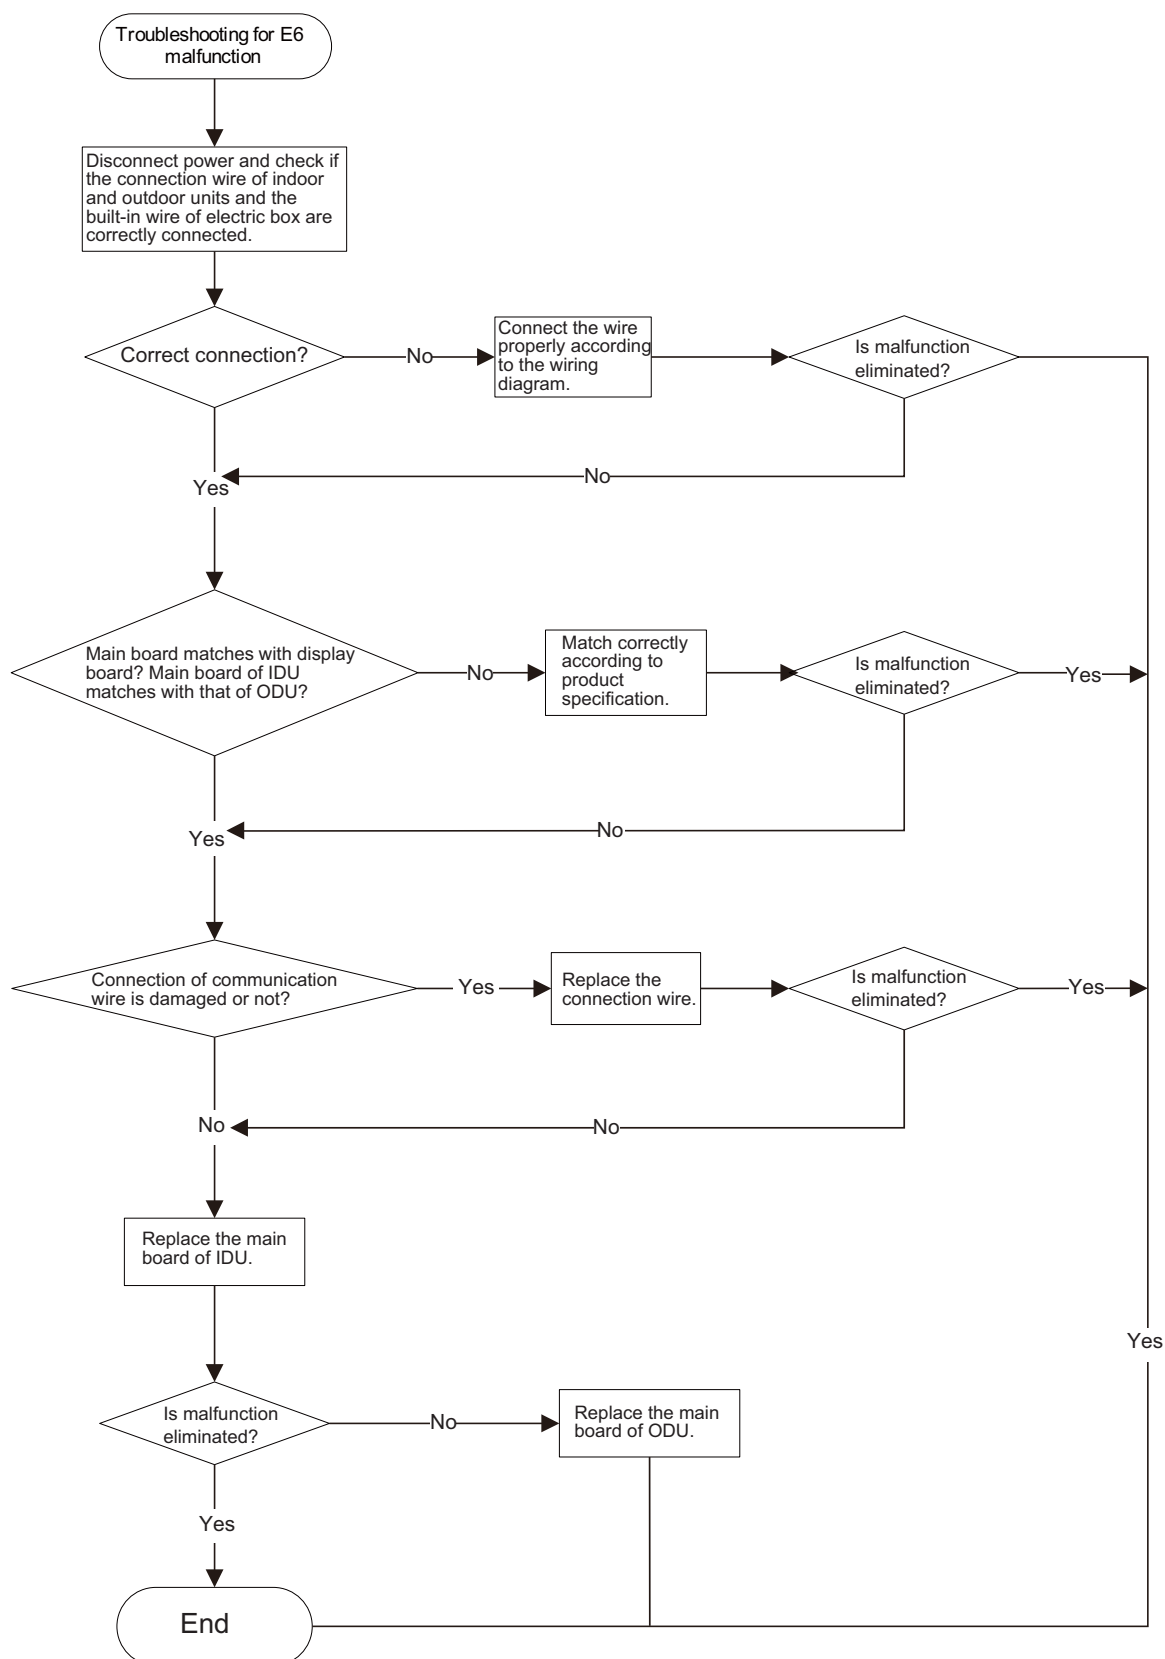 Troubleshooting for E6
malfunction
Disconnect power and check if
the connection wire of indoor
and outdoor units and the
built-in wire of electric box are
correctly connected.
Correct connection?
No
Connect the wire
properly according
to the wiring
diagram.
Is malfunction
eliminated?
No
Yes
Main board matches with display
board? Main board of IDU
matches with that of ODU?
No
Match correctly
according to
product
specification.
Is malfunction
eliminated?
Yes
No
Yes
Connection of communication
wire is damaged or not?
Yes
Replace the
connection wire.
Is malfunction
eliminated?
Yes
No
No
Replace the main
board of IDU.
Yes
Is malfunction
eliminated?
No
Replace the main
board of ODU.
Yes
End